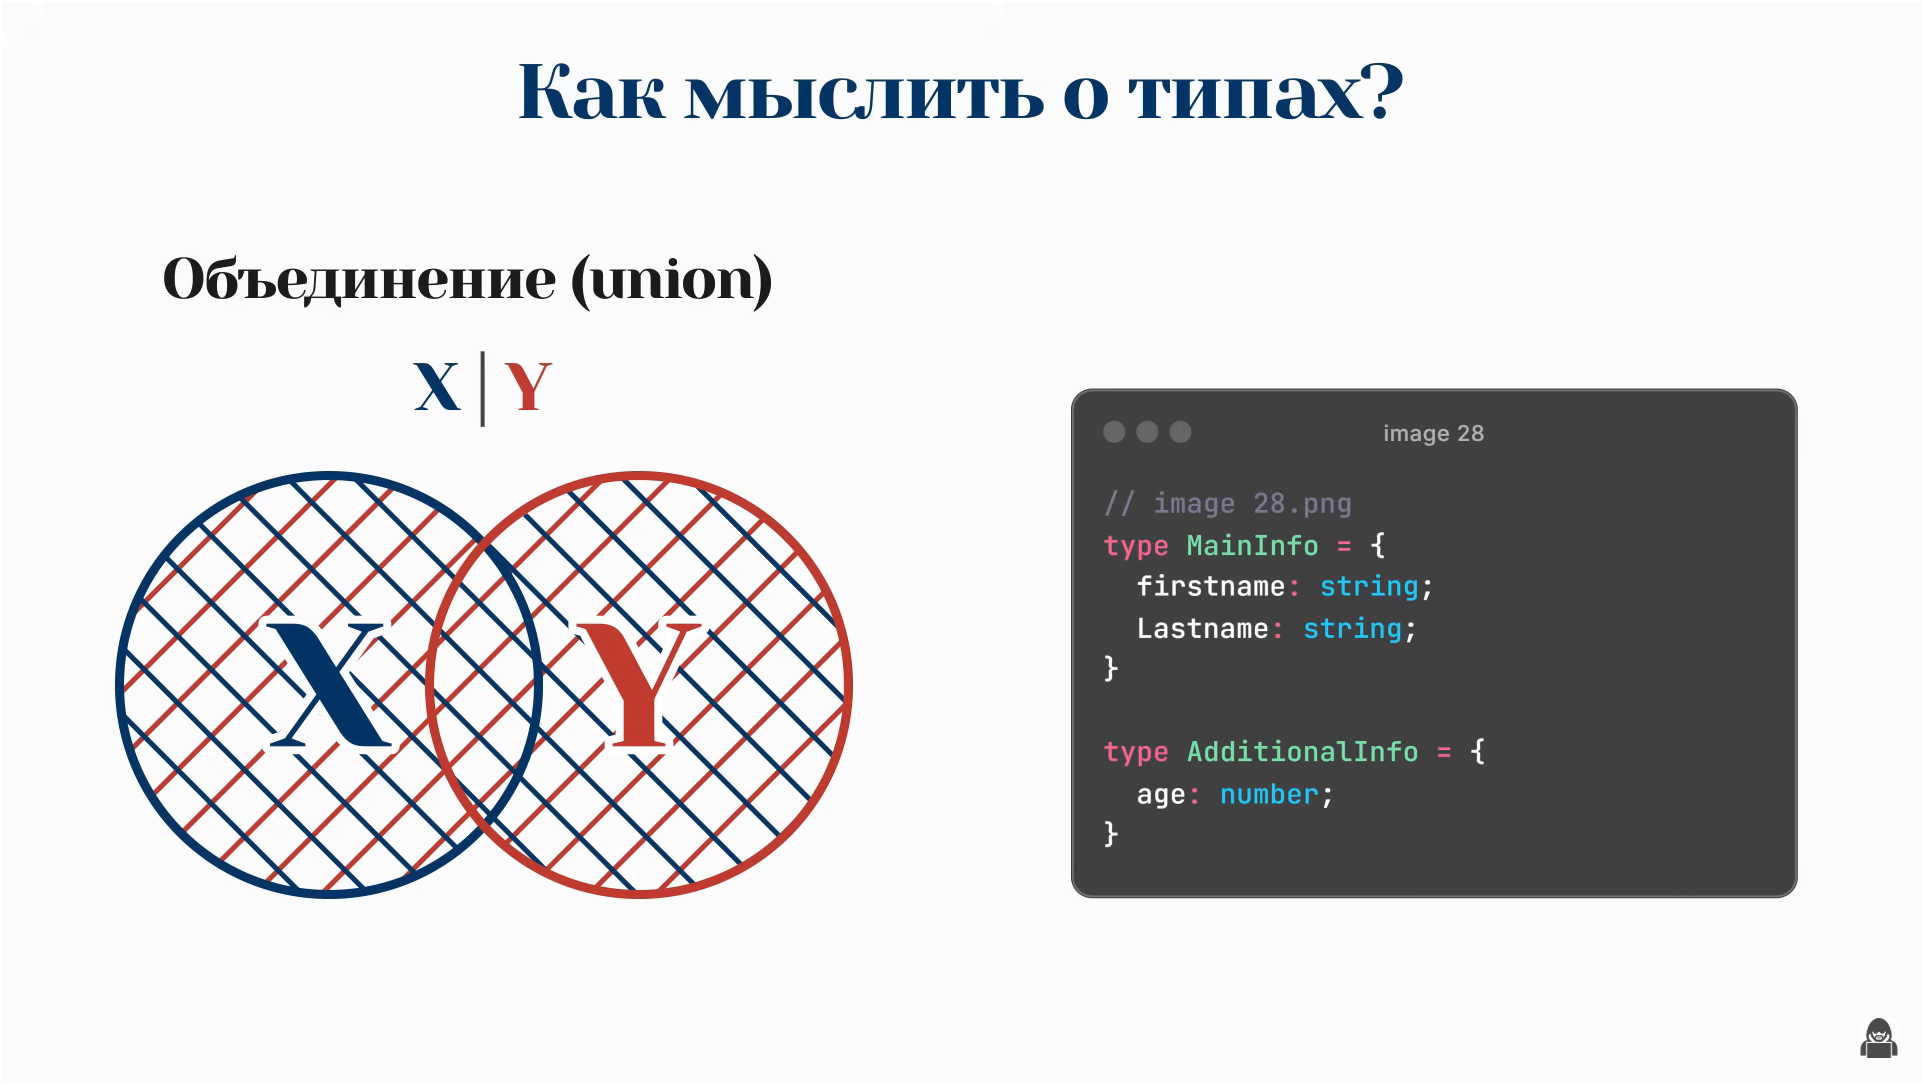 Как мыслить о типах?
Объединение (union)
X | Y
X Y
image 28
// image 28.png
type MainInfo = {
  firstname: string;
  Lastname: string;
}

type AdditionalInfo = {
  age: number;
}